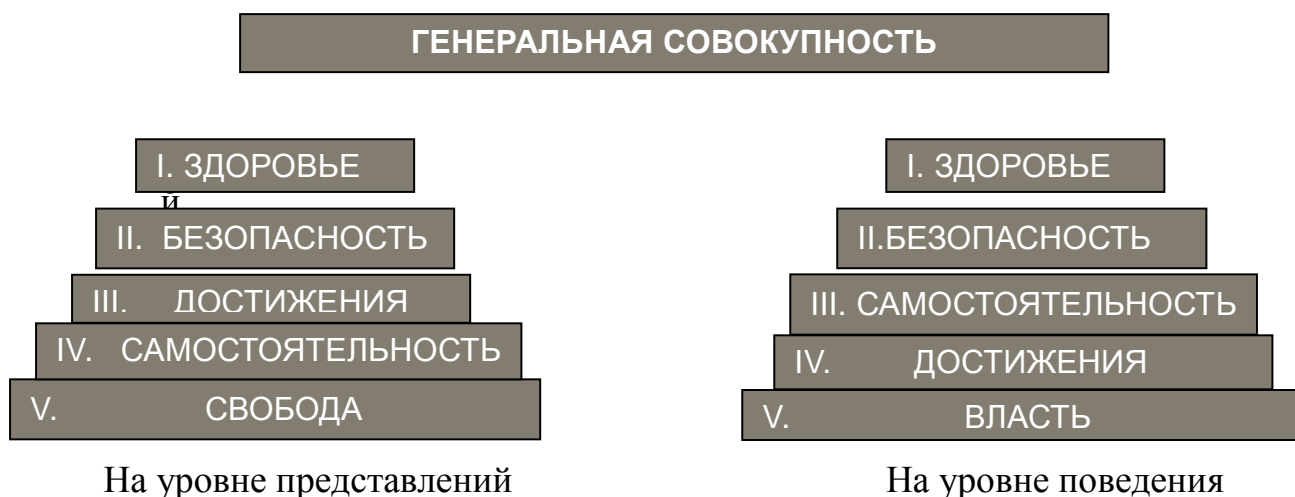 ГЕНЕРАЛЬНАЯ СОВОКУПНОСТЬ
I. ЗДОРОВЬЕ
й
II. БЕЗОПАСНОСТЬ
III. ДОСТИЖЕНИЯ
IV. САМОСТОЯТЕЛЬНОСТЬ
V. СВОБОДА
На уровне представлений
I. ЗДОРОВЬЕ
II.БЕЗОПАСНОСТЬ
III. САМОСТОЯТЕЛЬНОСТЬ
IV. ДОСТИЖЕНИЯ
V. ВЛАСТЬ
На уровне поведения